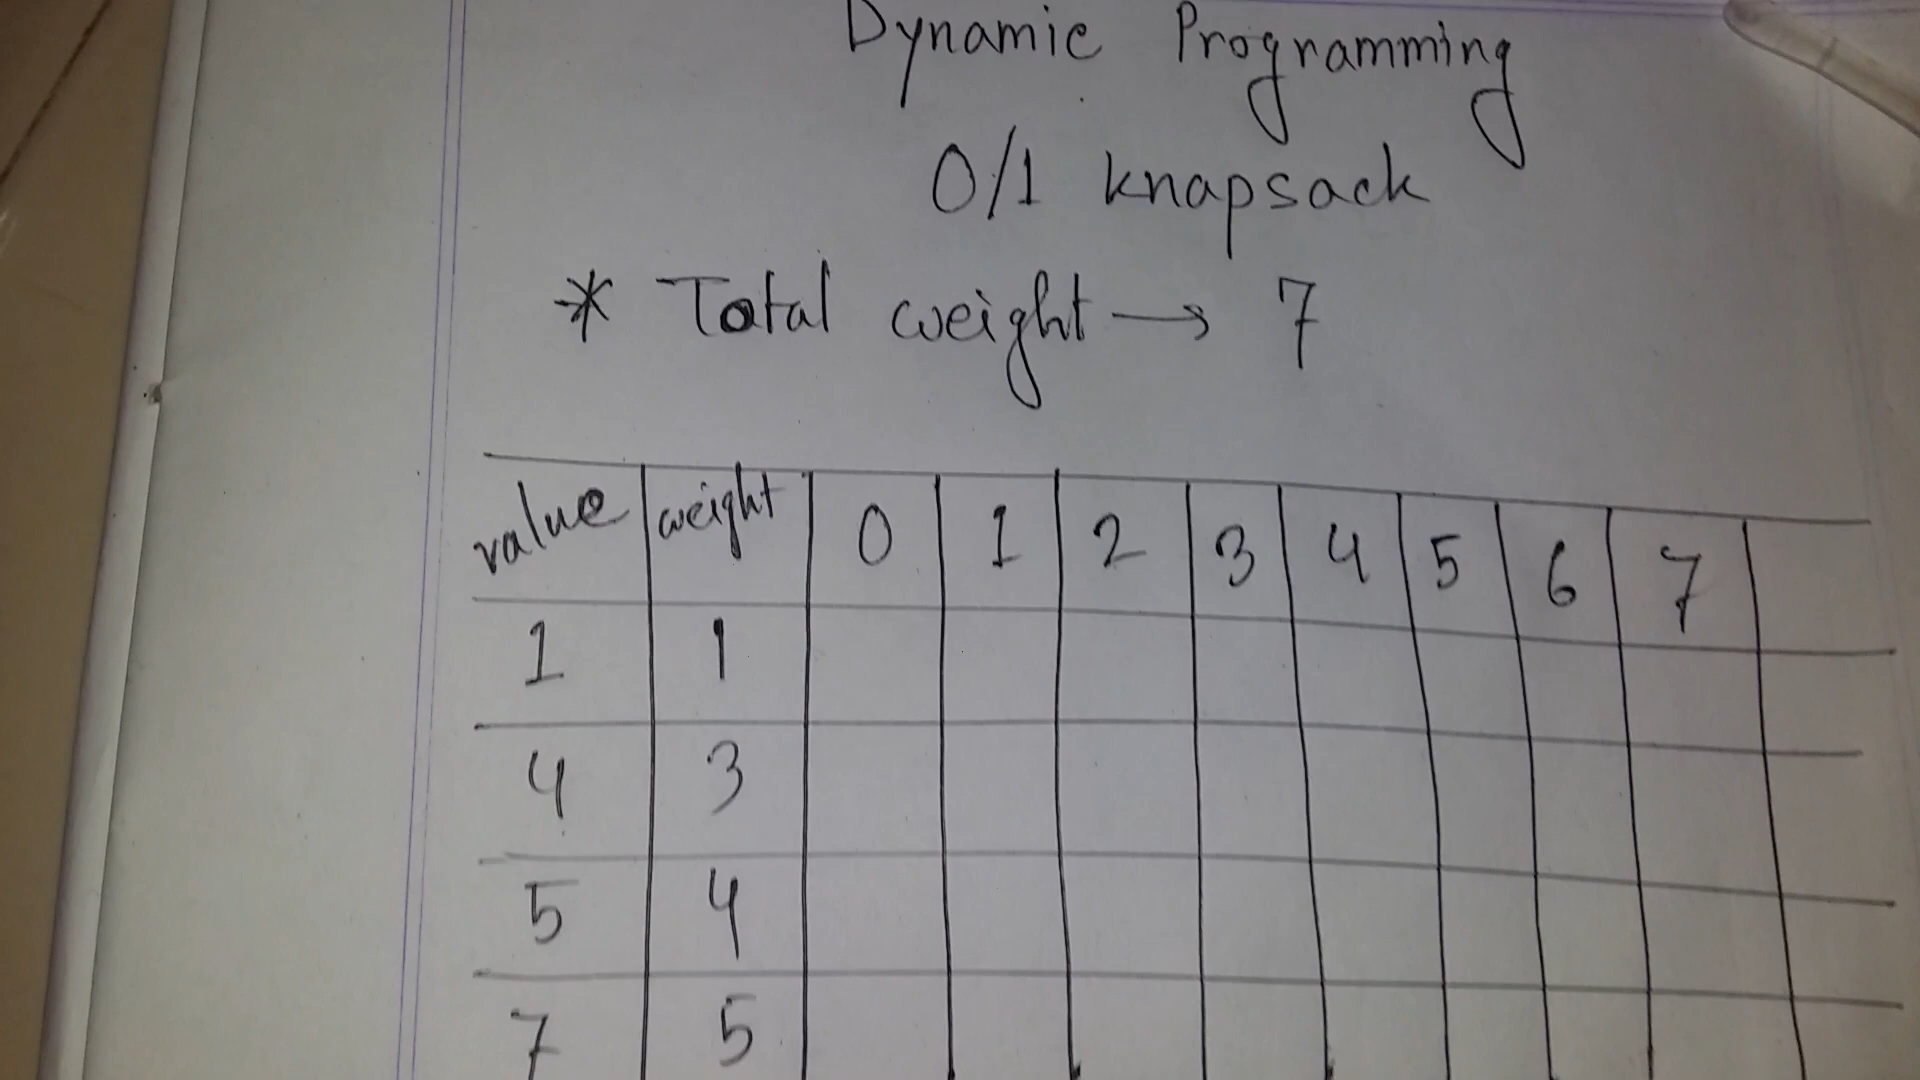 Dynamic Programming
0/1 knapsack
* Total weight → 7
value weight 0 1 2 3 4 5 6 7
1 1
4 3
5 4
7 5